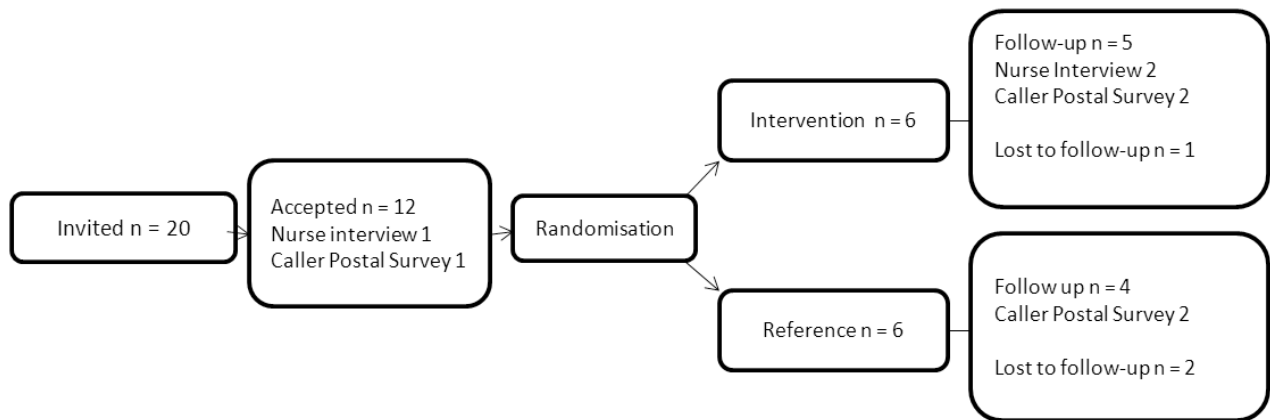 Invited n = 20
Accepted n = 12
Nurse interview 1
Caller Postal Survey 1
Randomisation
Intervention n = 6
Follow-up n = 5
Nurse Interview 2
Caller Postal Survey 2
Lost to follow-up n = 1
Reference n = 6
Follow up n = 4
Caller Postal Survey 2
Lost to follow-up n = 2